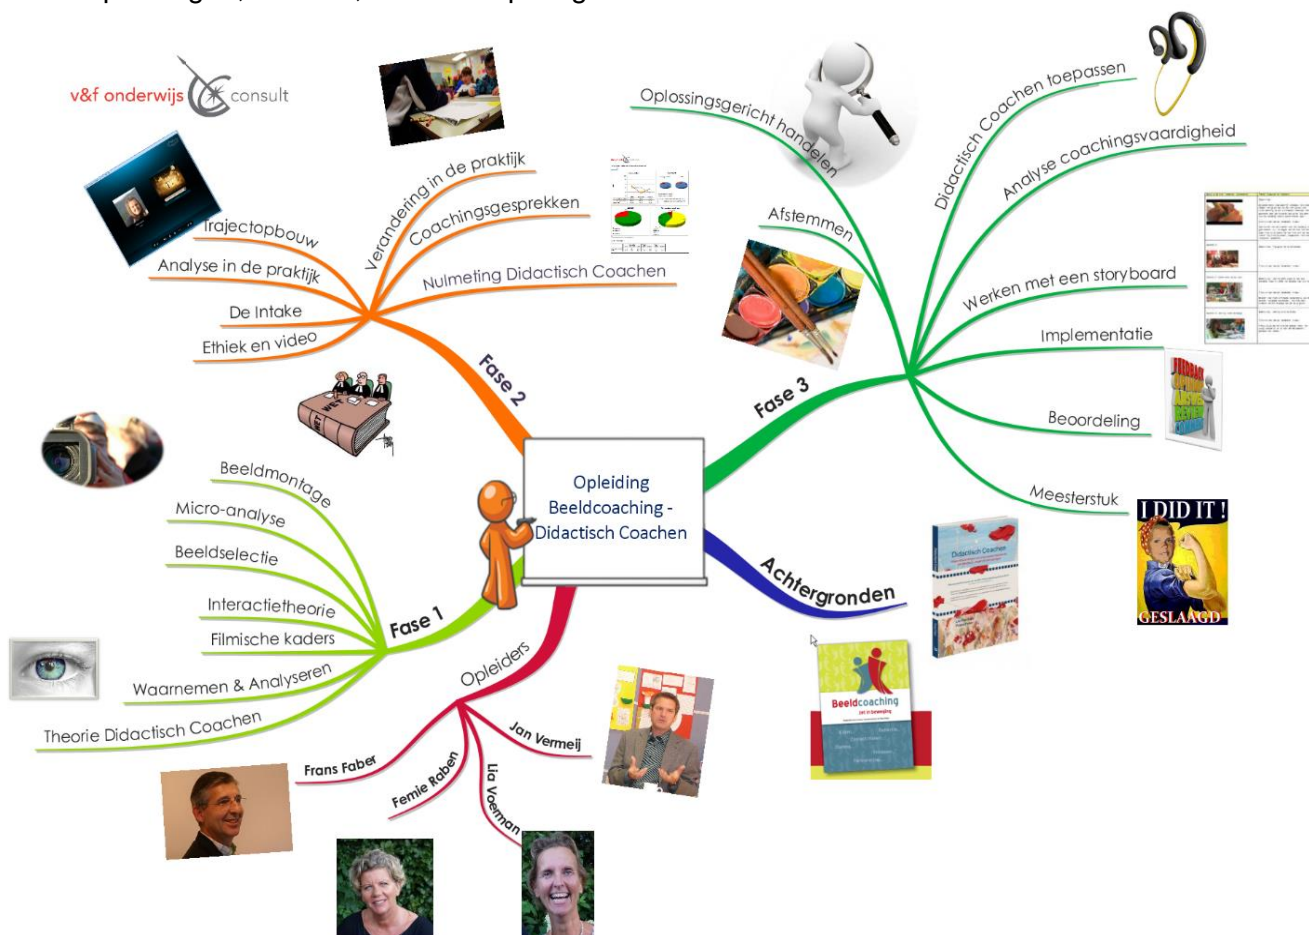 v&f onderwijs consult
Verandering in de praktijk
Coachingsgesprekken
Nulmeting Didactisch Coachen
Trajectopbouw
Analyse in de praktijk
De Intake
Ethiek en video
Fase 2
WET
WET
Oplossingsgericht handelen
Afstemmen
Didactisch Coachen toepassen
Analyse coachingsvaardigheid
Werken met een storyboard
Implementatie
Beoordeling
Meesterstuk
Fase 3
FEEDBACK
I DID IT !
GESLAAGD
Opleiding
Beeldcoaching -
Didactisch Coachen
Achtergronden
Didactisch Coachen
Beeldcoaching
Beeldmontage
Micro-analyse
Beeldselectie
Interactietheorie
Filmische kaders
Waarnemen & Analyseren
Theorie Didactisch Coachen
Fase 1
Opleiders
Frans Faber
Femie Raben
Lia Voerman
Jan Vermeij